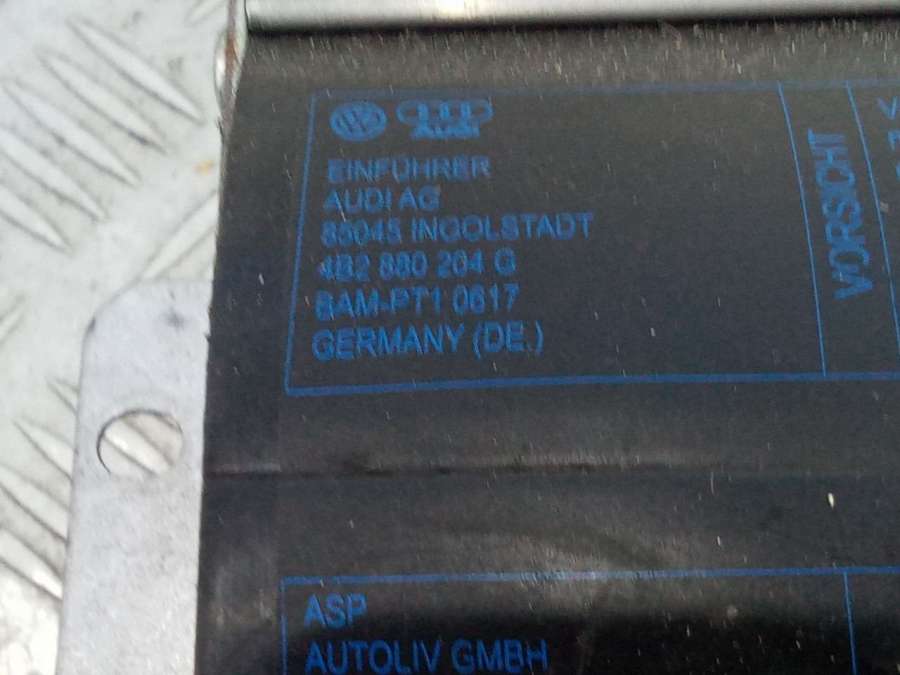 Audi
EINFÜHRER
AUDI AG
85045 INGOLSTADT
4B2 880 204 G
BAM-PT1 0617
GERMANY (DE.)
VORSICHT
V
ASP
AUTOLIV GMBH